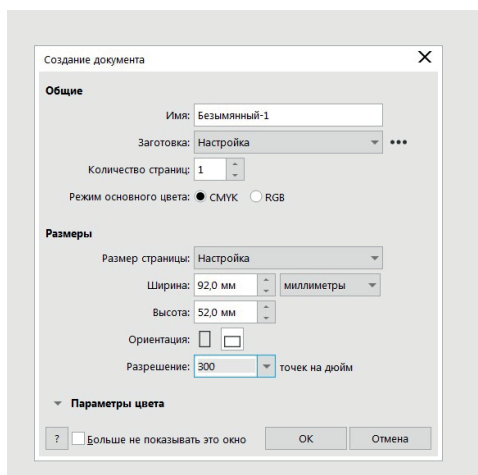 Создание документа
Общие
Имя: Безымянный-1
Заготовка: Настройка
Количество страниц: 1
Режим основного цвета: CMYK RGB
Размеры
Размер страницы: Настройка
Ширина: 92,0 мм миллиметры
Высота: 52,0 мм
Ориентация:
Разрешение: 300 точек на дюйм
Параметры цвета
? Больше не показывать это окно ОК Отмена